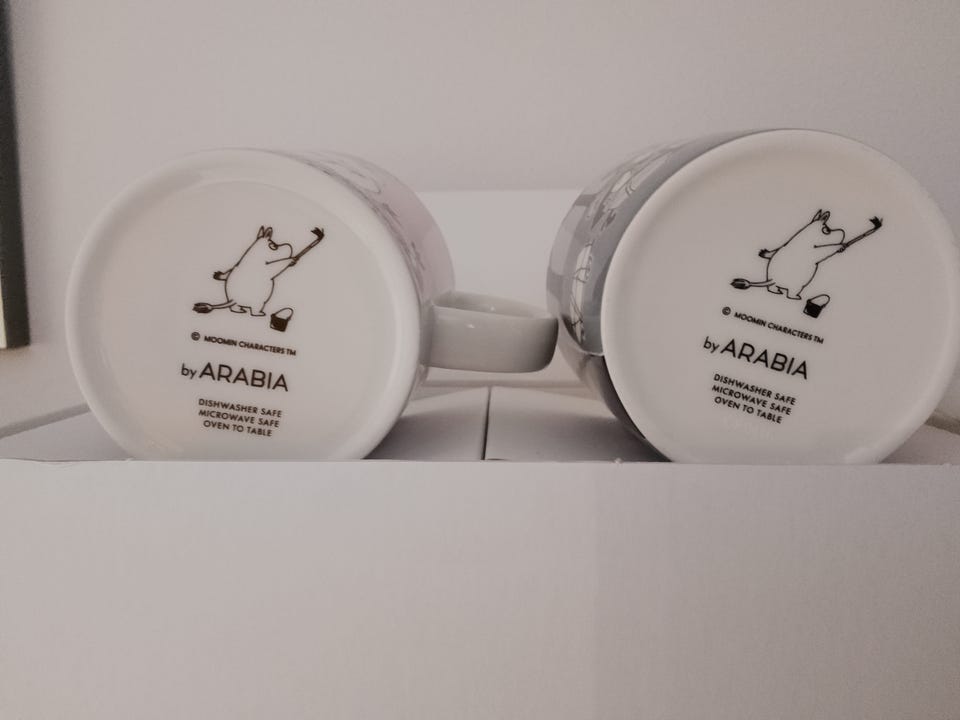 © MOOMIN CHARACTERS TM
by ARABIA
DISHWASHER SAFE
MICROWAVE SAFE
OVEN TO TABLE
© MOOMIN CHARACTERS TM
by ARABIA
DISHWASHER SAFE
MICROWAVE SAFE
OVEN TO TABLE